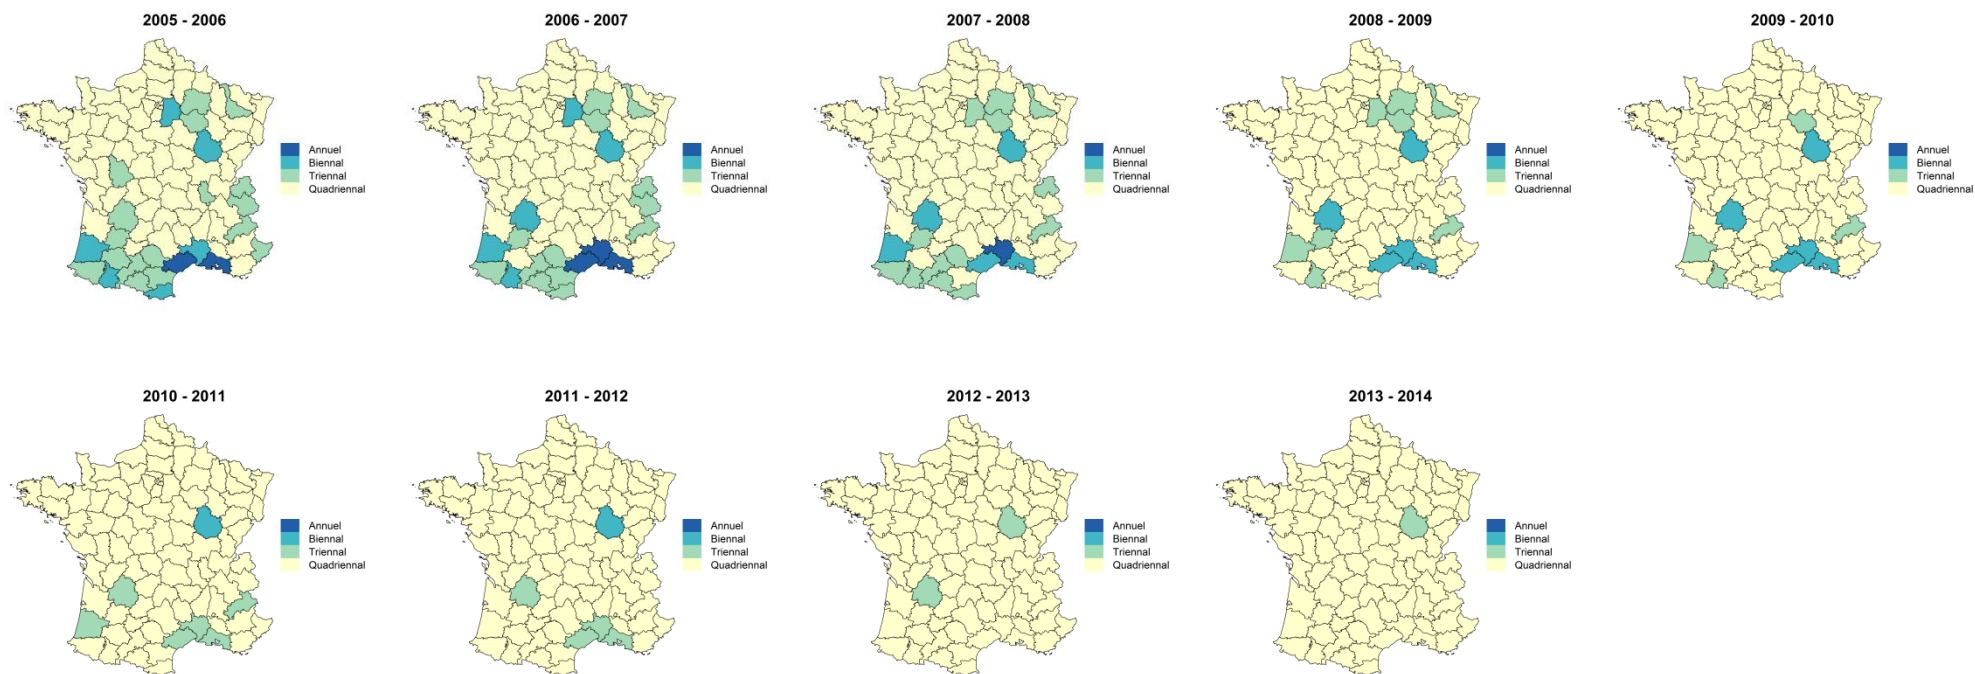 2005 - 2006
Annuel
Biennal
Triennal
Quadriennal
2006 - 2007
Annuel
Biennal
Triennal
Quadriennal
2007 - 2008
Annuel
Biennal
Triennal
Quadriennal
2008 - 2009
Annuel
Biennal
Triennal
Quadriennal
2009 - 2010
Annuel
Biennal
Triennal
Quadriennal
2010 - 2011
Annuel
Biennal
Triennal
Quadriennal
2011 - 2012
Annuel
Biennal
Triennal
Quadriennal
2012 - 2013
Annuel
Biennal
Triennal
Quadriennal
2013 - 2014
Annuel
Biennal
Triennal
Quadriennal